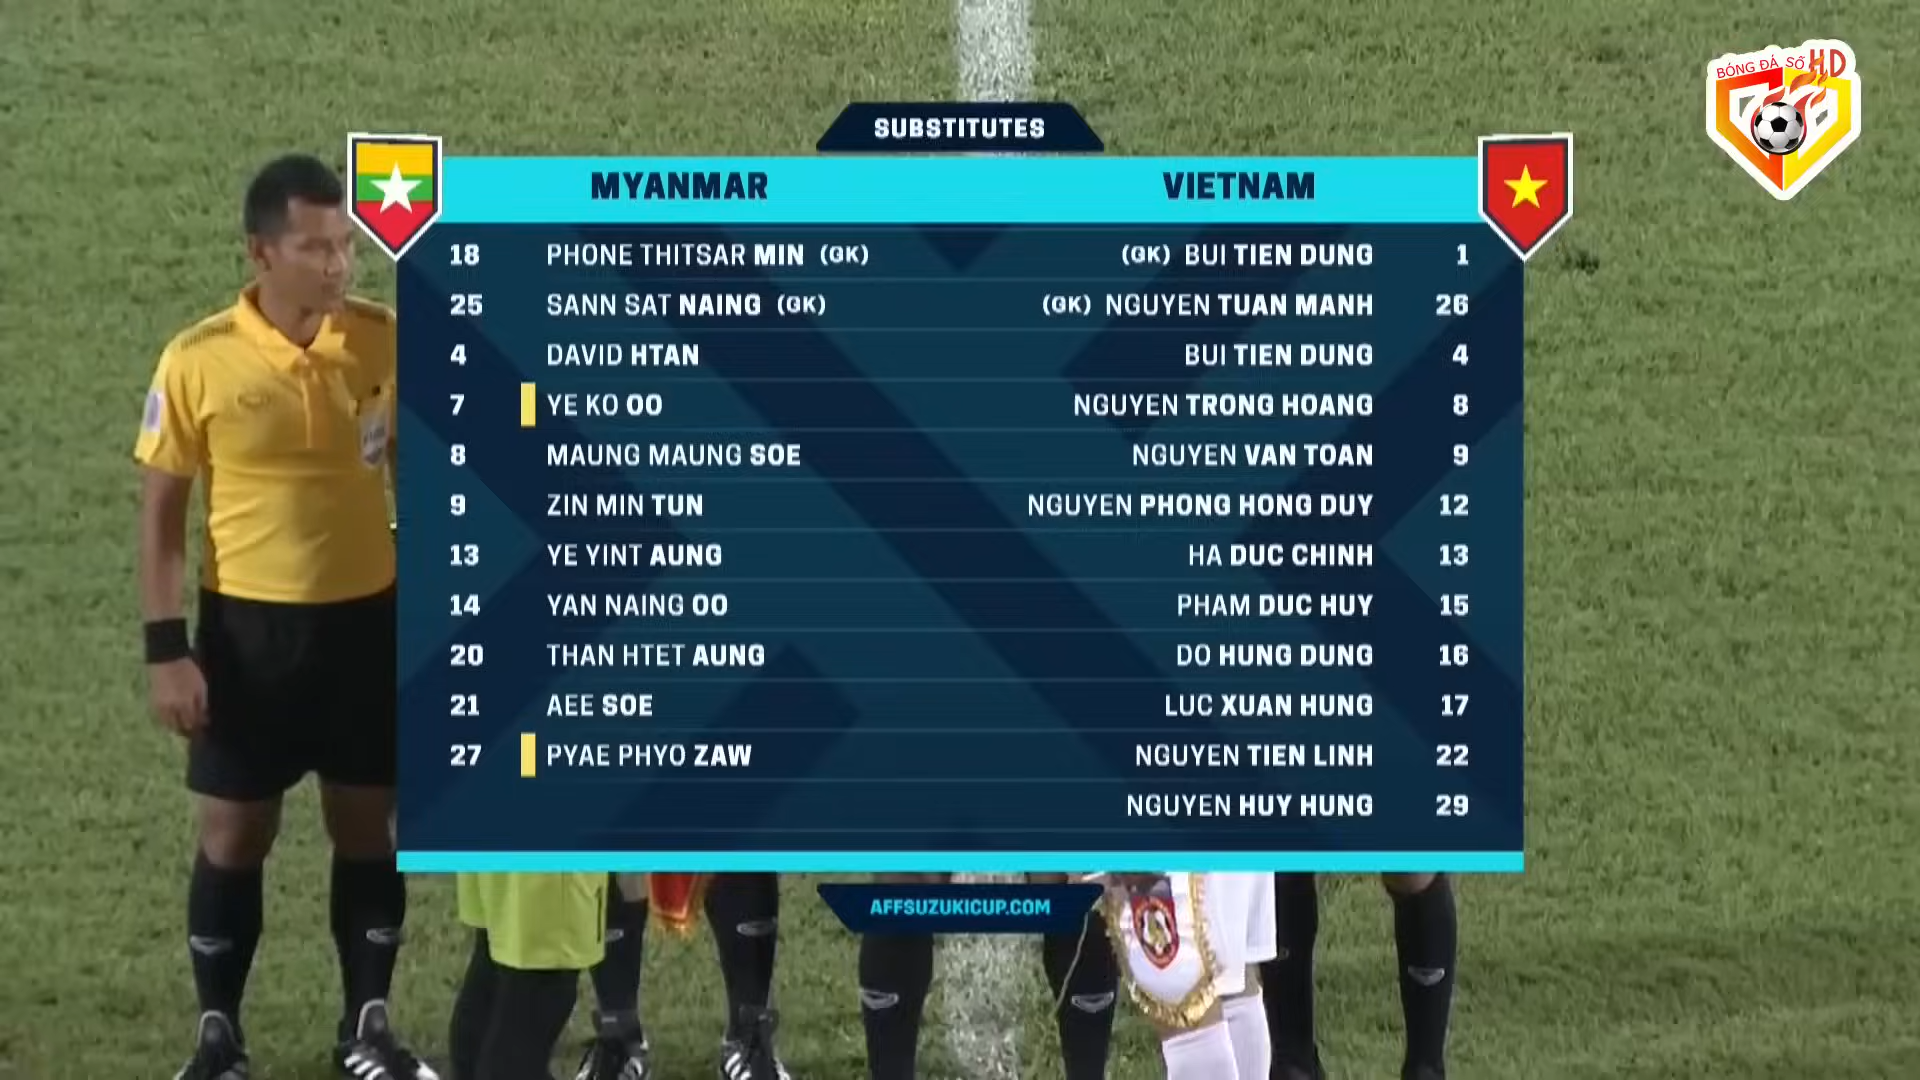 BÓNG ĐÁ SỐ HD
SUBSTITUTES
MYANMAR VIETNAM
18 PHONE THITSAR MIN (GK) (GK) BUI TIEN DUNG 1
25 SANN SAT NAING (GK) (GK) NGUYEN TUAN MANH 26
4 DAVID HTAN BUI TIEN DUNG 4
7 YE KO OO NGUYEN TRONG HOANG 8
8 MAUNG MAUNG SOE NGUYEN VAN TOAN 9
9 ZIN MIN TUN NGUYEN PHONG HONG DUY 12
13 YE YINT AUNG HA DUC CHINH 13
14 YAN NAING OO PHAM DUC HUY 15
20 THAN HTET AUNG DO HUNG DUNG 16
21 AEE SOE LUC XUAN HUNG 17
27 PYAE PHYO ZAW NGUYEN TIEN LINH 22
NGUYEN HUY HUNG 29
AFFSUZUKICUP.COM